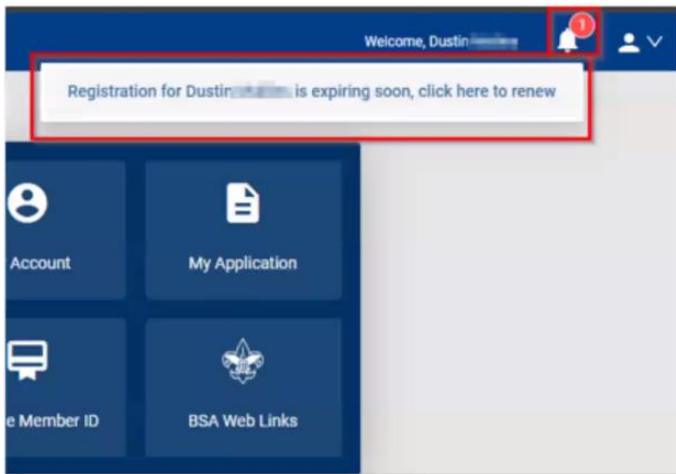 Welcome, Dustin
1
Registration for Dustin is expiring soon, click here to renew
Account
My Application
e Member ID
BSA Web Links